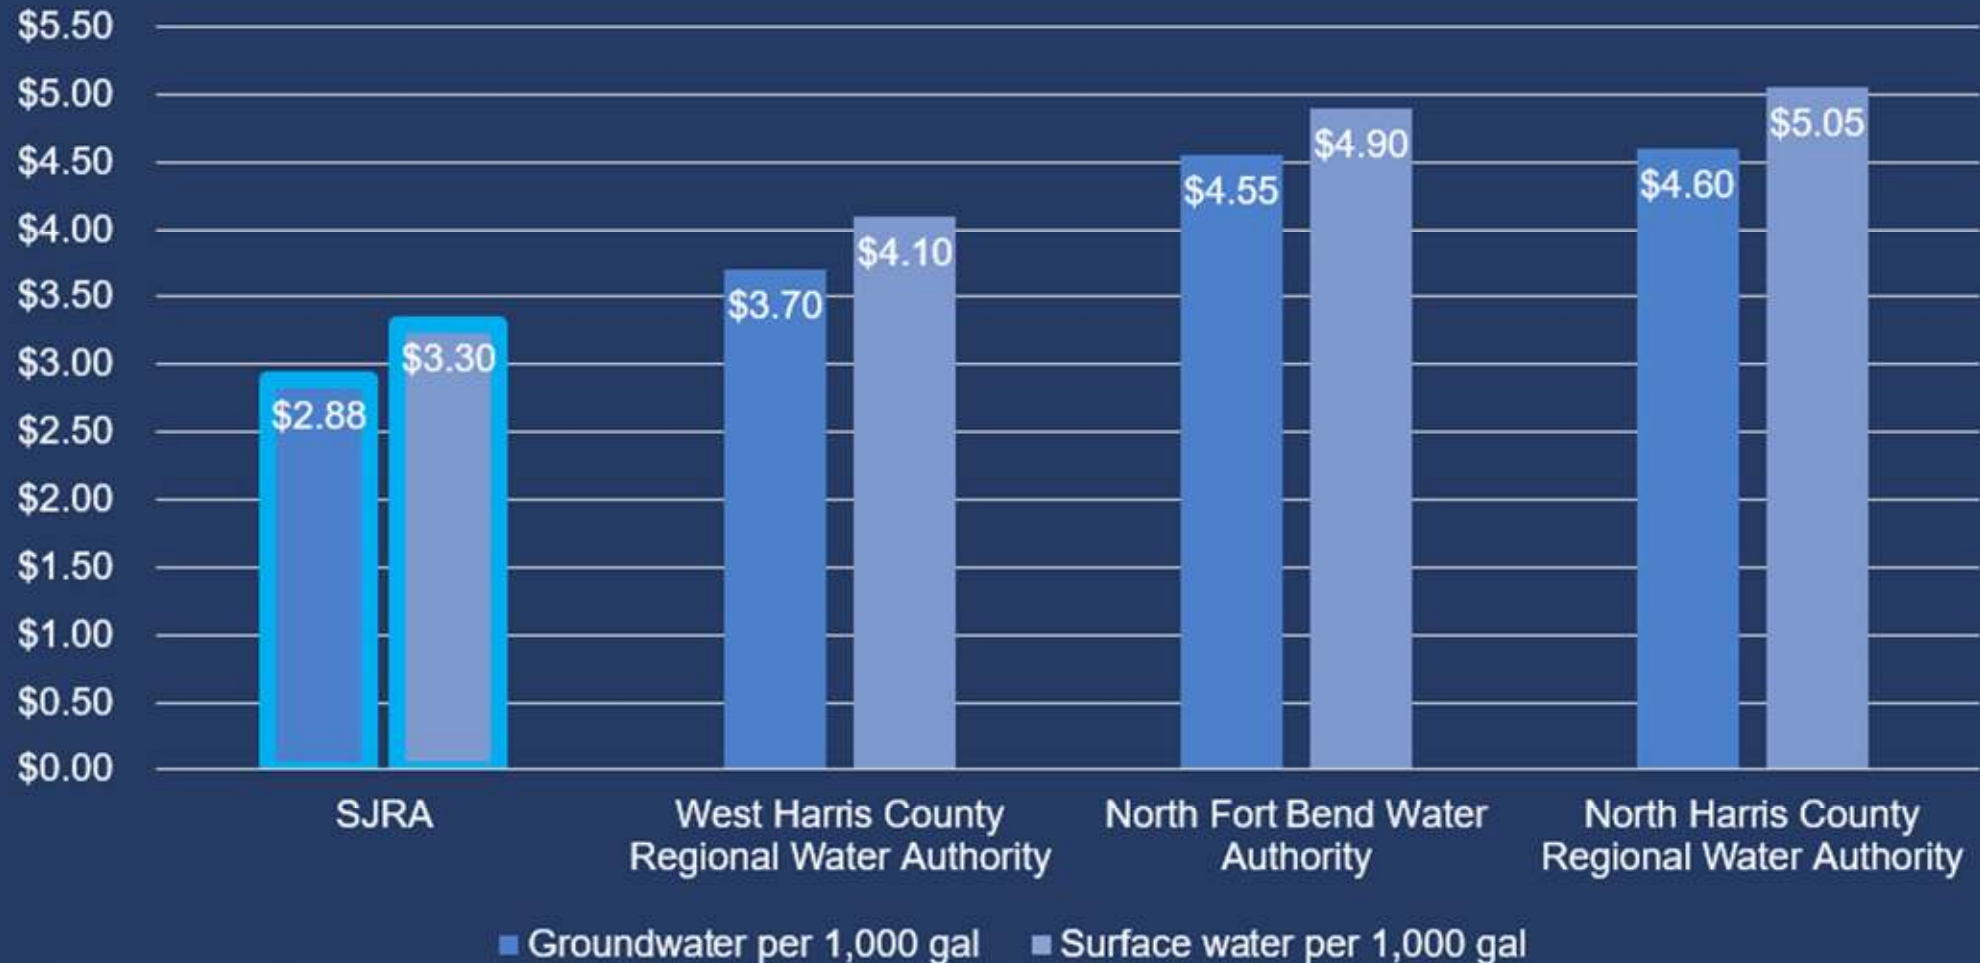 $5.50
$5.00
$4.50
$4.00
$3.50
$3.00
$2.50
$2.00
$1.50
$1.00
$0.50
$0.00
$2.88
$3.30
$3.70
$4.10
$4.55
$4.90
$4.60
$5.05
SJRA
West Harris County
Regional Water Authority
North Fort Bend Water
Authority
North Harris County
Regional Water Authority
Groundwater per 1,000 gal
Surface water per 1,000 gal